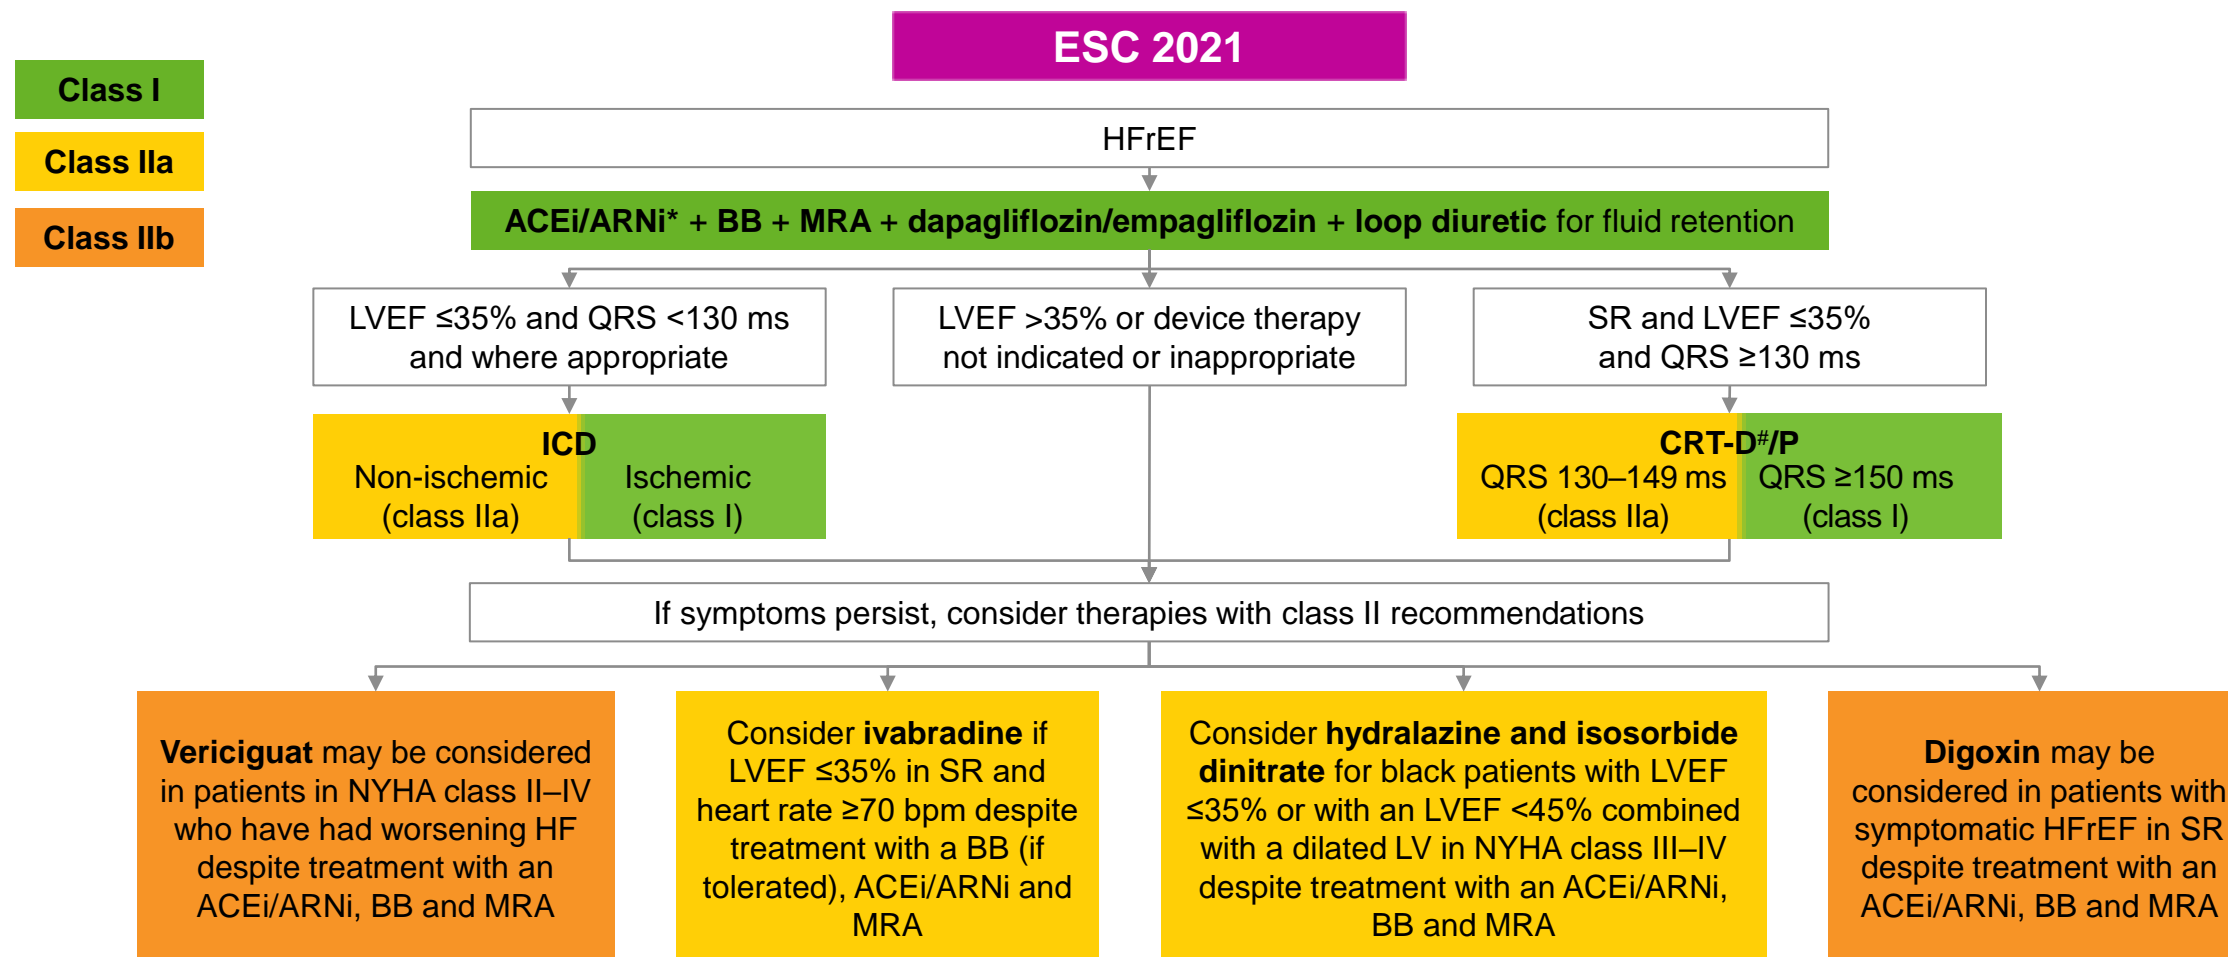 ESC 2021
Class I
Class IIa
Class IIb
HFrEF
ACEi/ARNi* + BB + MRA + dapagliflozin/empagliflozin + loop diuretic for fluid retention
LVEF ≤35% and QRS <130 ms
and where appropriate
LVEF >35% or device therapy
not indicated or inappropriate
SR and LVEF ≤35%
and QRS ≥130 ms
ICD
Non-ischemic
(class IIa)
Ischemic
(class I)
CRT-D#/P
QRS 130–149 ms
(class IIa)
QRS ≥150 ms
(class I)
If symptoms persist, consider therapies with class II recommendations
Vericiguat may be considered
in patients in NYHA class II–IV
who have had worsening HF
despite treatment with an
ACEi/ARNi, BB and MRA
Consider ivabradine if
LVEF ≤35% in SR and
heart rate ≥70 bpm despite
treatment with a BB (if
tolerated), ACEi/ARNi and
MRA
Consider hydralazine and isosorbide
dinitrate for black patients with LVEF
≤35% or with an LVEF <45% combined
with a dilated LV in NYHA class III–IV
despite treatment with an ACEi/ARNi,
BB and MRA
Digoxin may be
considered in patients with
symptomatic HFrEF in SR
despite treatment with an
ACEi/ARNi, BB and MRA